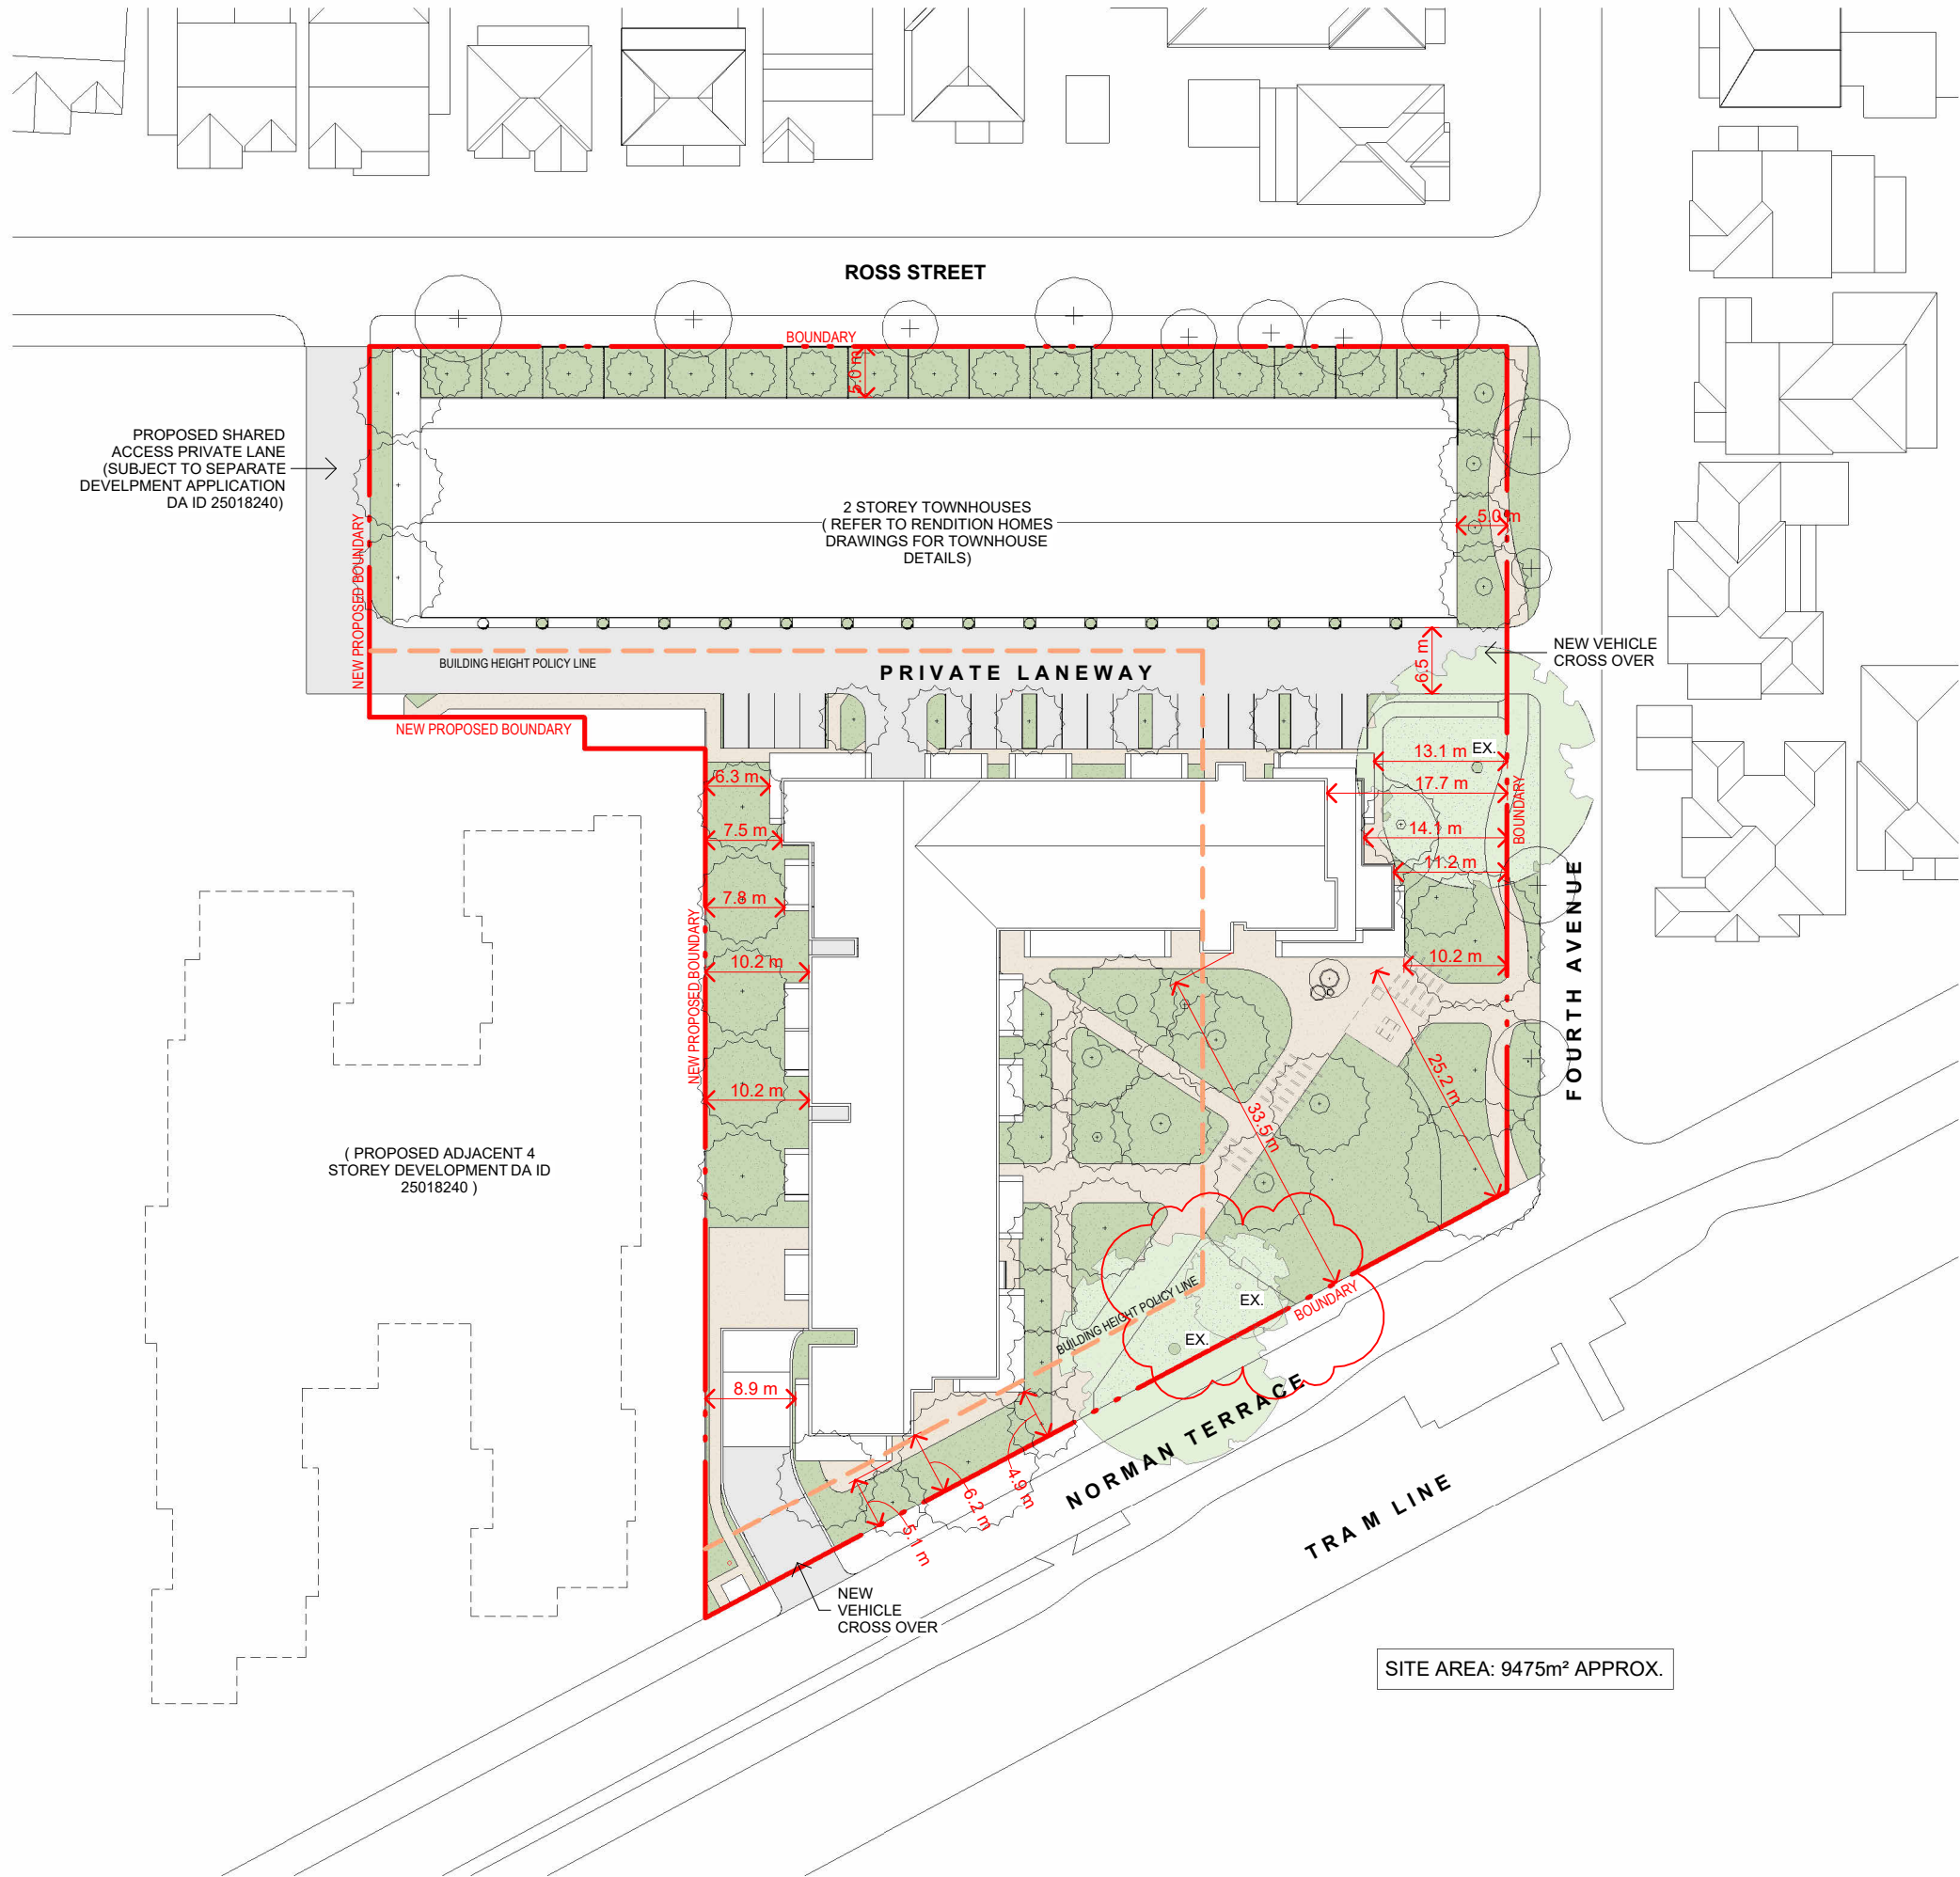 ROSS STREET
BOUNDARY
5.0 m
PROPOSED SHARED
ACCESS PRIVATE LANE
(SUBJECT TO SEPARATE
DEVELPMENT APPLICATION
DA ID 25018240)
NEW PROPOSED BOUNDARY
2 STOREY TOWNHOUSES
( REFER TO RENDITION HOMES
DRAWINGS FOR TOWNHOUSE
DETAILS)
5.0 m
BUILDING HEIGHT POLICY LINE
PRIVATE LANEWAY
6.5 m
NEW VEHICLE
CROSS OVER
NEW PROPOSED BOUNDARY
13.1 m
EX.
6.3 m
17.7 m
BOUNDARY
7.5 m
14.1 m
11.2 m
7.8 m
FOURTH AVENUE
NEW PROPOSED BOUNDARY
10.2 m
10.2 m
25.2 m
10.2 m
33.5 m
( PROPOSED ADJACENT 4
STOREY DEVELOPMENT DA ID
25018240 )
BUILDING HEIGHT POLICY LINE
EX.
BOUNDARY
EX.
8.9 m
NORMAN TERRACE
4.9 m
6.2 m
5.1 m
TRAM LINE
NEW
VEHICLE
CROSS OVER
SITE AREA: 9475m² APPROX.